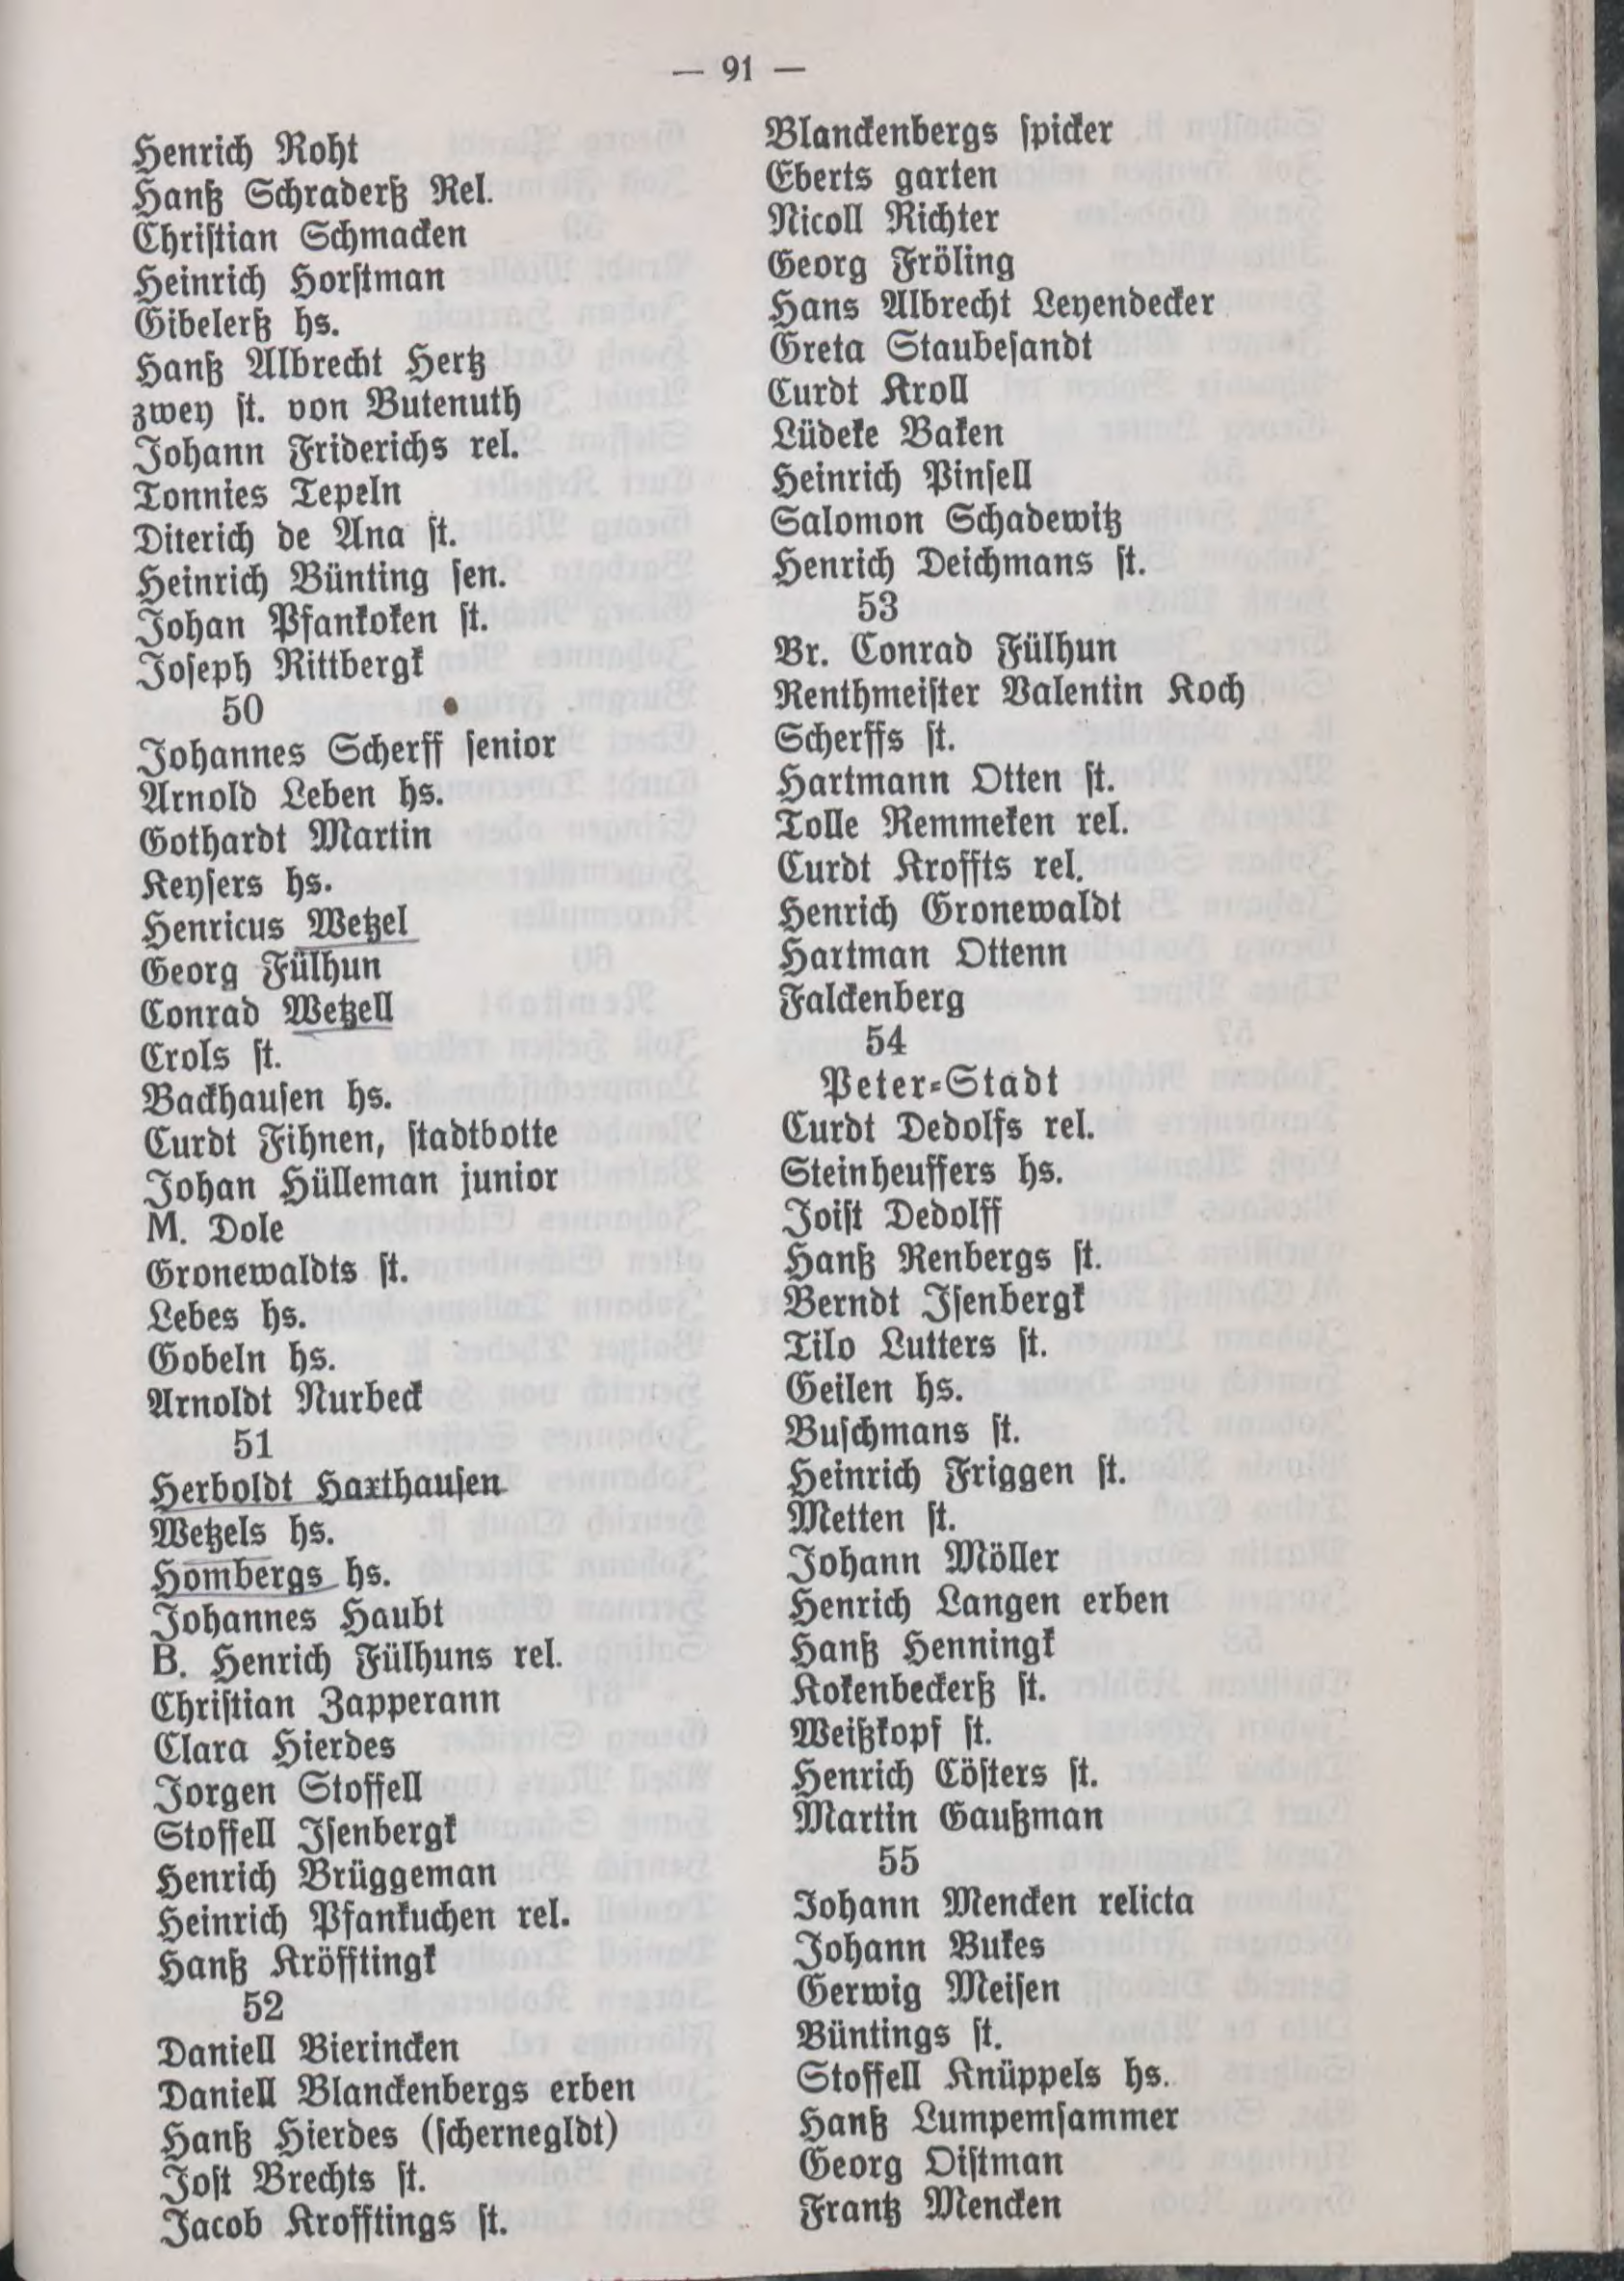 — 91 —
Henrich Roht
Hanß Schraderß Rel.
Christian Schmacken
Heinrich Horstman
Gibelerß hs.
Hanß Albrecht Hertz
zwey st. von Butenuth
Johann Friderichs rel.
Tonnies Tepeln
Diterich de Ana st.
Heinrich Bünting sen.
Johan Pfankoken st.
Joseph Rittbergk
50
Johannes Scherff senior
Arnold Leben hs.
Gothardt Martin
Keysers hs.
Henricus Wetzel
Georg Fülhun
Conrad Wetzell
Crols st.
Backhausen hs.
Curdt Fihnen, stadtbotte
Johan Hülleman junior
M. Dole
Gronewaldts st.
Lebes hs.
Gobeln hs.
Arnoldt Nurbeck
51
Herboldt Haxthausen
Wetzels hs.
Hombergs hs.
Johannes Haubt
B. Henrich Fülhuns rel.
Christian Zapperann
Clara Hierdes
Jorgen Stoffell
Stoffell Isenbergk
Henrich Brüggeman
Heinrich Pfankuchen rel.
Hanß Kröfftingk
52
Daniell Bierincken
Daniell Blanckenbergs erben
Hanß Hierdes (schernegldt)
Jost Brechts st.
Jacob Krofftings st.
Blanckenbergs spicker
Eberts garten
Nicoll Richter
Georg Fröling
Hans Albrecht Leyendecker
Greta Staubesandt
Curdt Kroll
Lüdeke Baken
Heinrich Pinsell
Salomon Schadewitz
Henrich Deichmans st.
53
Br. Conrad Fülhun
Renthmeister Valentin Koch
Scherffs st.
Hartmann Otten st.
Tolle Remmeken rel.
Curdt Kroffts rel.
Henrich Gronewaldt
Hartman Ottenn
Falckenberg
54
Peter-Stadt
Curdt Dedolfs rel.
Steinheuffers hs.
Joist Dedolff
Hanß Renbergs st.
Berndt Isenbergk
Tilo Lutters st.
Geilen hs.
Buschmans st.
Heinrich Friggen st.
Metten st.
Johann Möller
Henrich Langen erben
Hanß Henningk
Kokenbeckerß st.
Weißkopf st.
Henrich Cösters st.
Martin Gaußman
55
Johann Mencken relicta
Johann Bukes
Gerwig Meisen
Büntings st.
Stoffell Knüppels hs.
Hanß Lumpemsammer
Georg Oistman
Frantz Mencken